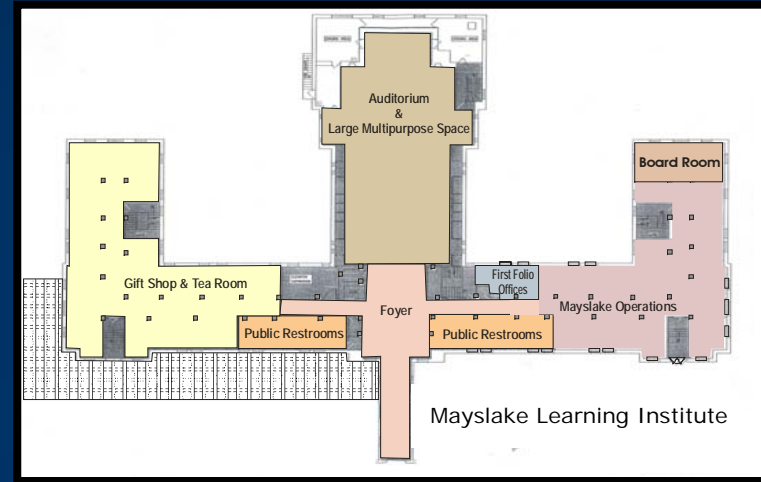 Auditorium
&
Large Multipurpose Space
Board Room
First Folio
Offices
Gift Shop & Tea Room
Foyer
Mayslake Operations
Public Restrooms
Public Restrooms
Mayslake Learning Institute